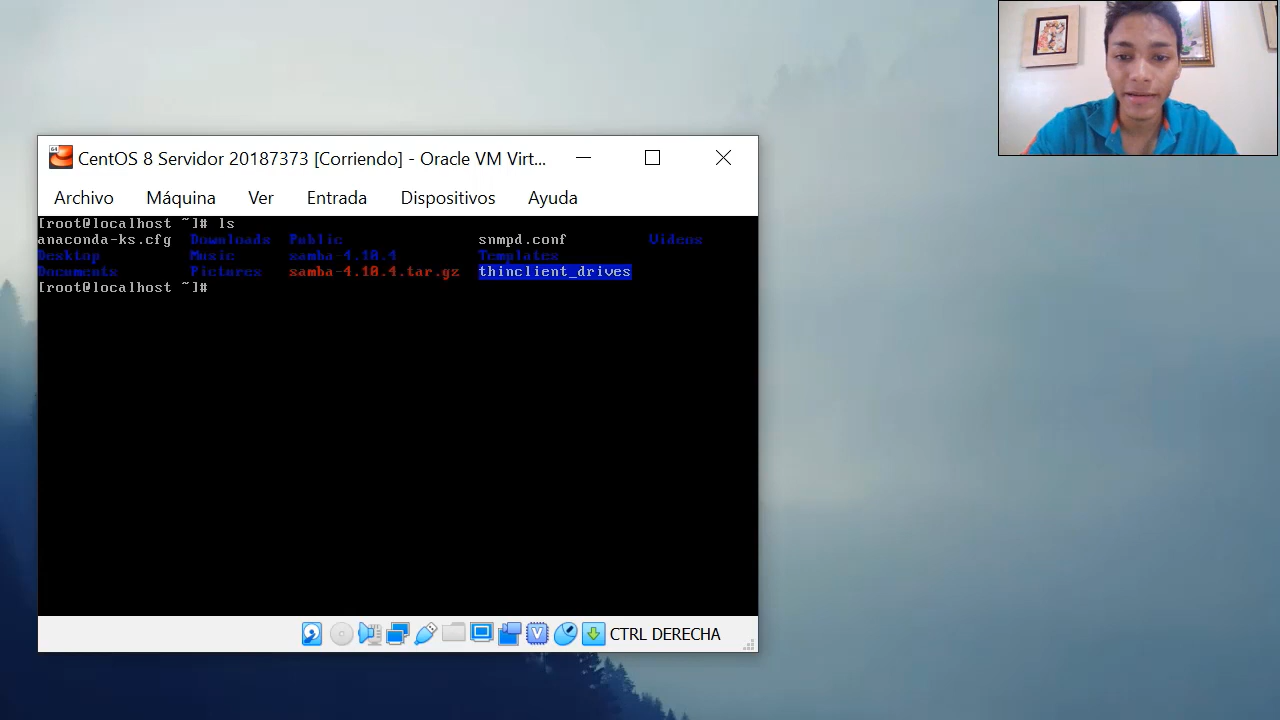 64
CentOS 8 Servidor 20187373 [Corriendo] - Oracle VM Virt...
Archivo Máquina Ver Entrada Dispositivos Ayuda
[root@localhost ~]# ls
anaconda-ks.cfg Downloads Public snmpd.conf Videos
Desktop Music samba-4.10.4 Templates
Documents Pictures samba-4.10.4.tar.gz thinclient_drives
[root@localhost ~]#
V CTRL DERECHA